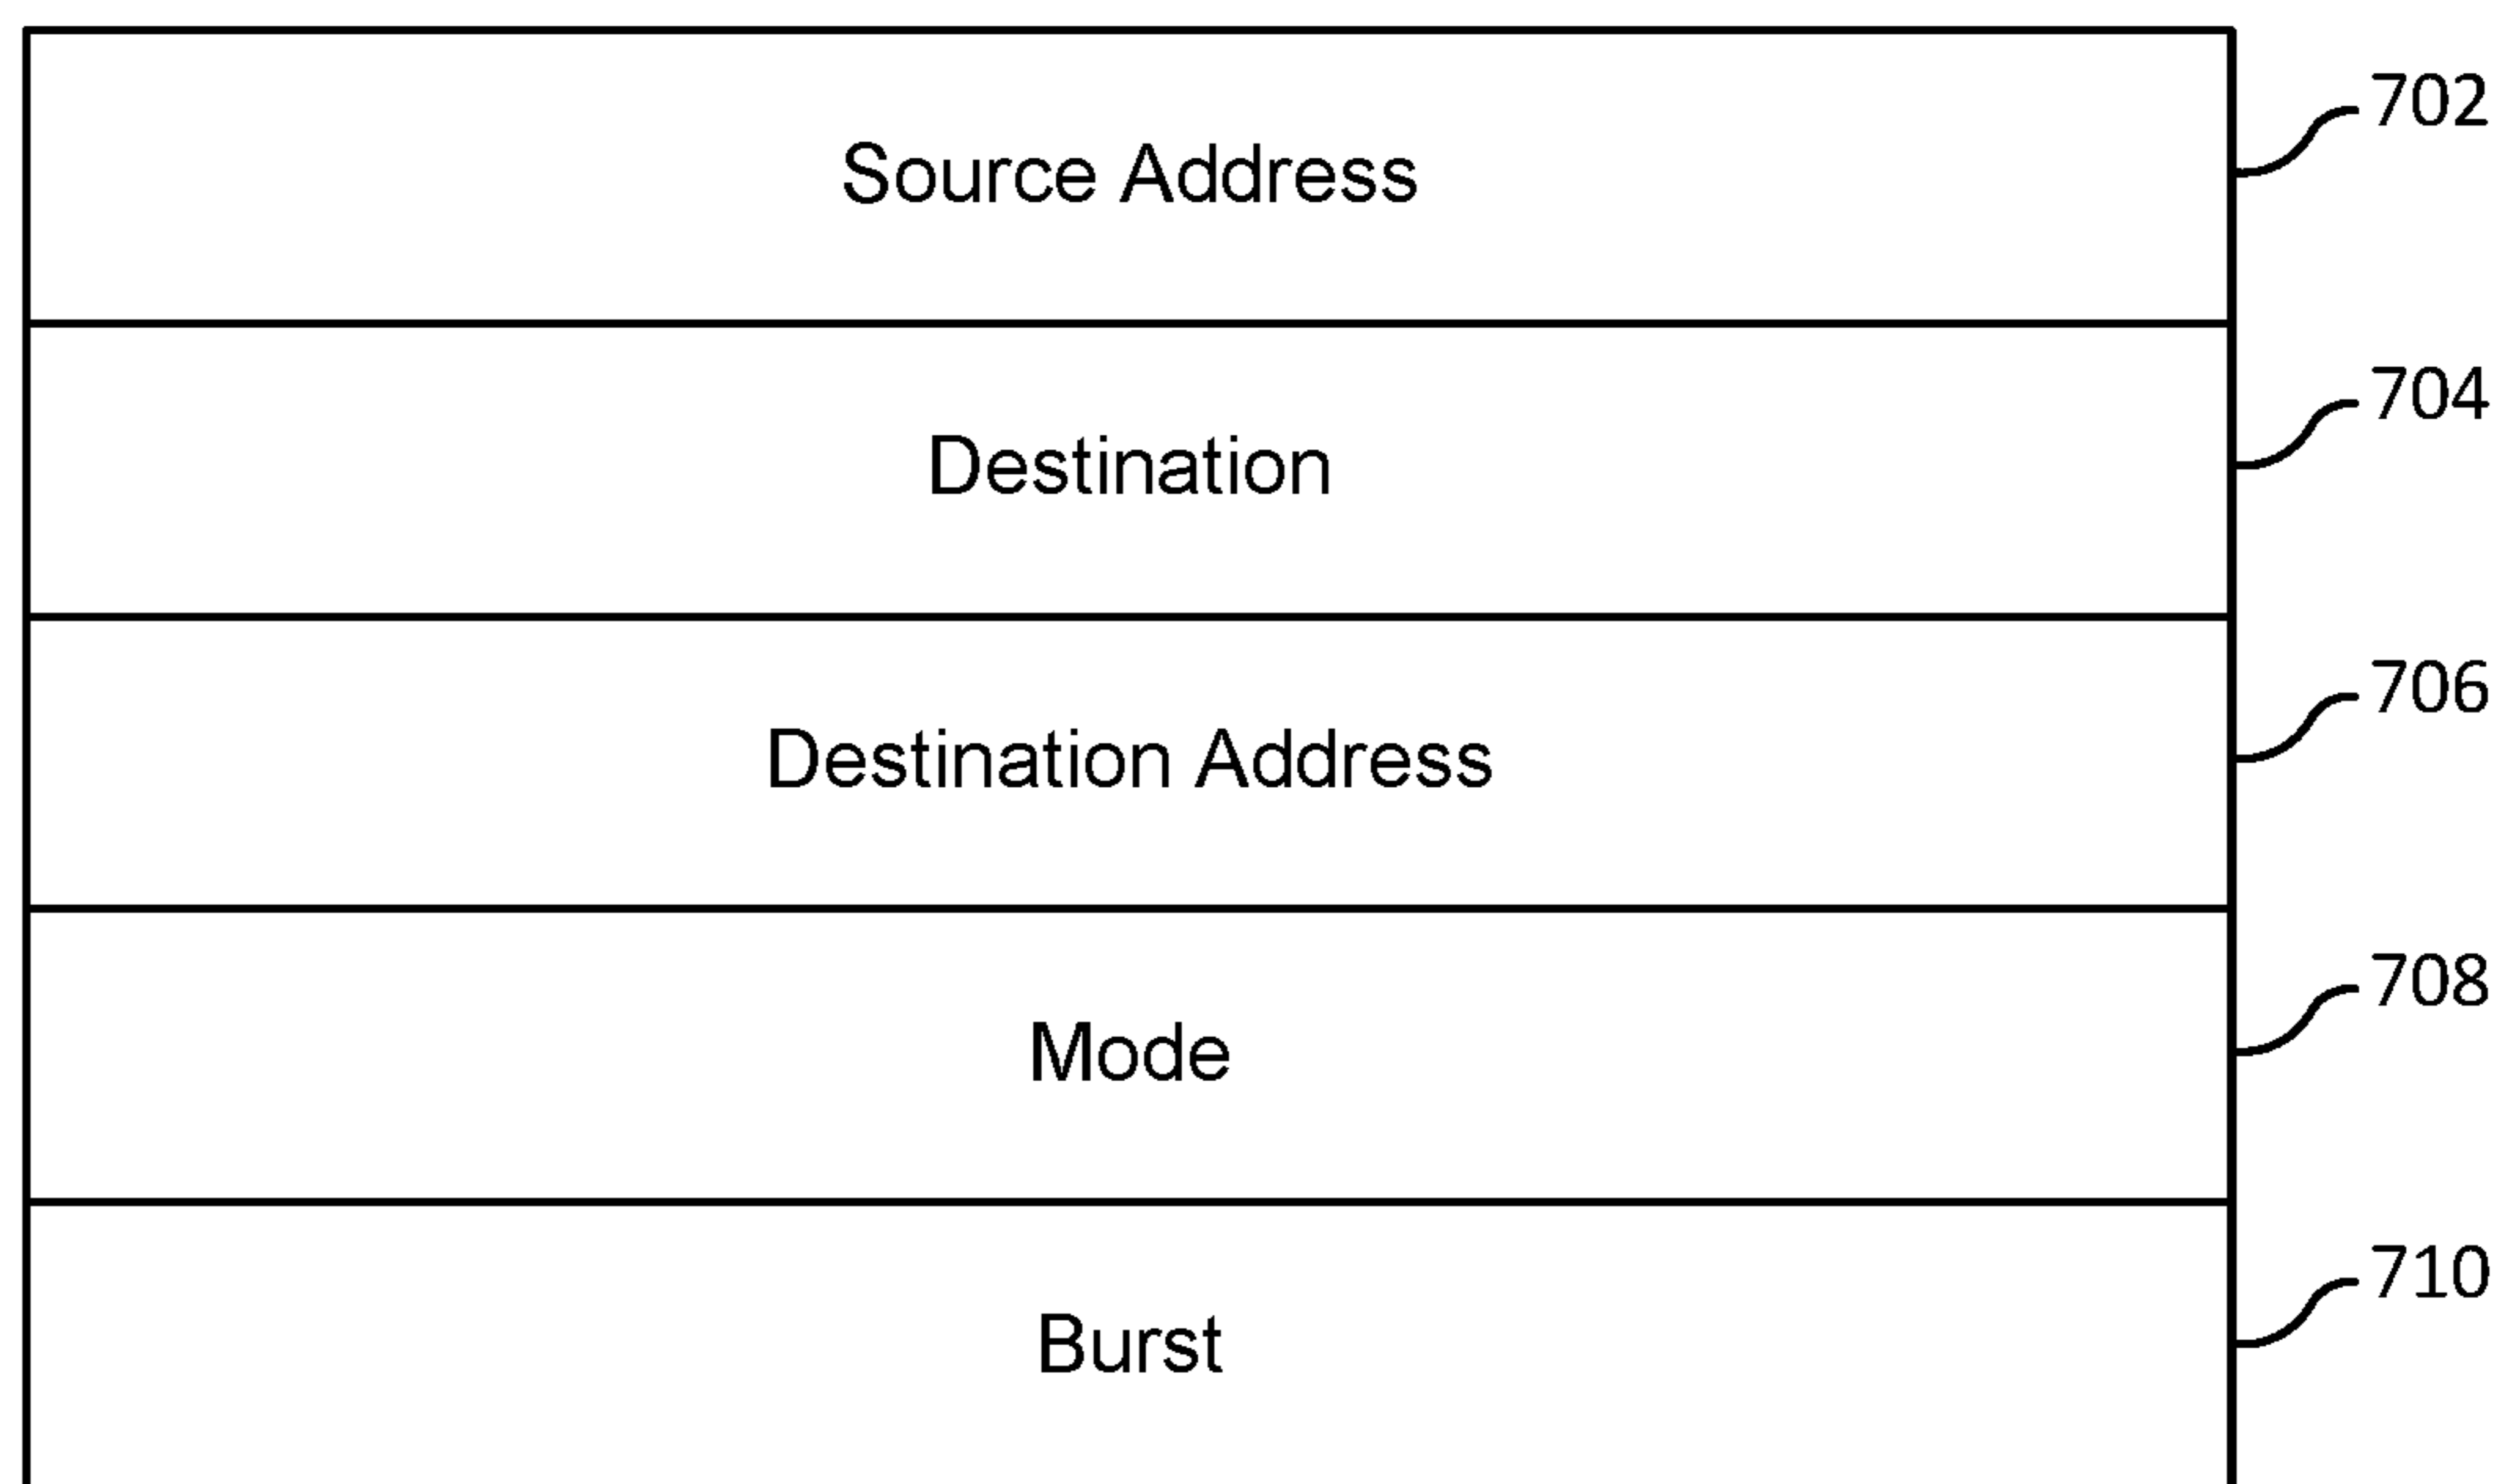 Source Address
702
Destination
704
Destination Address
706
Mode
708
Burst
710